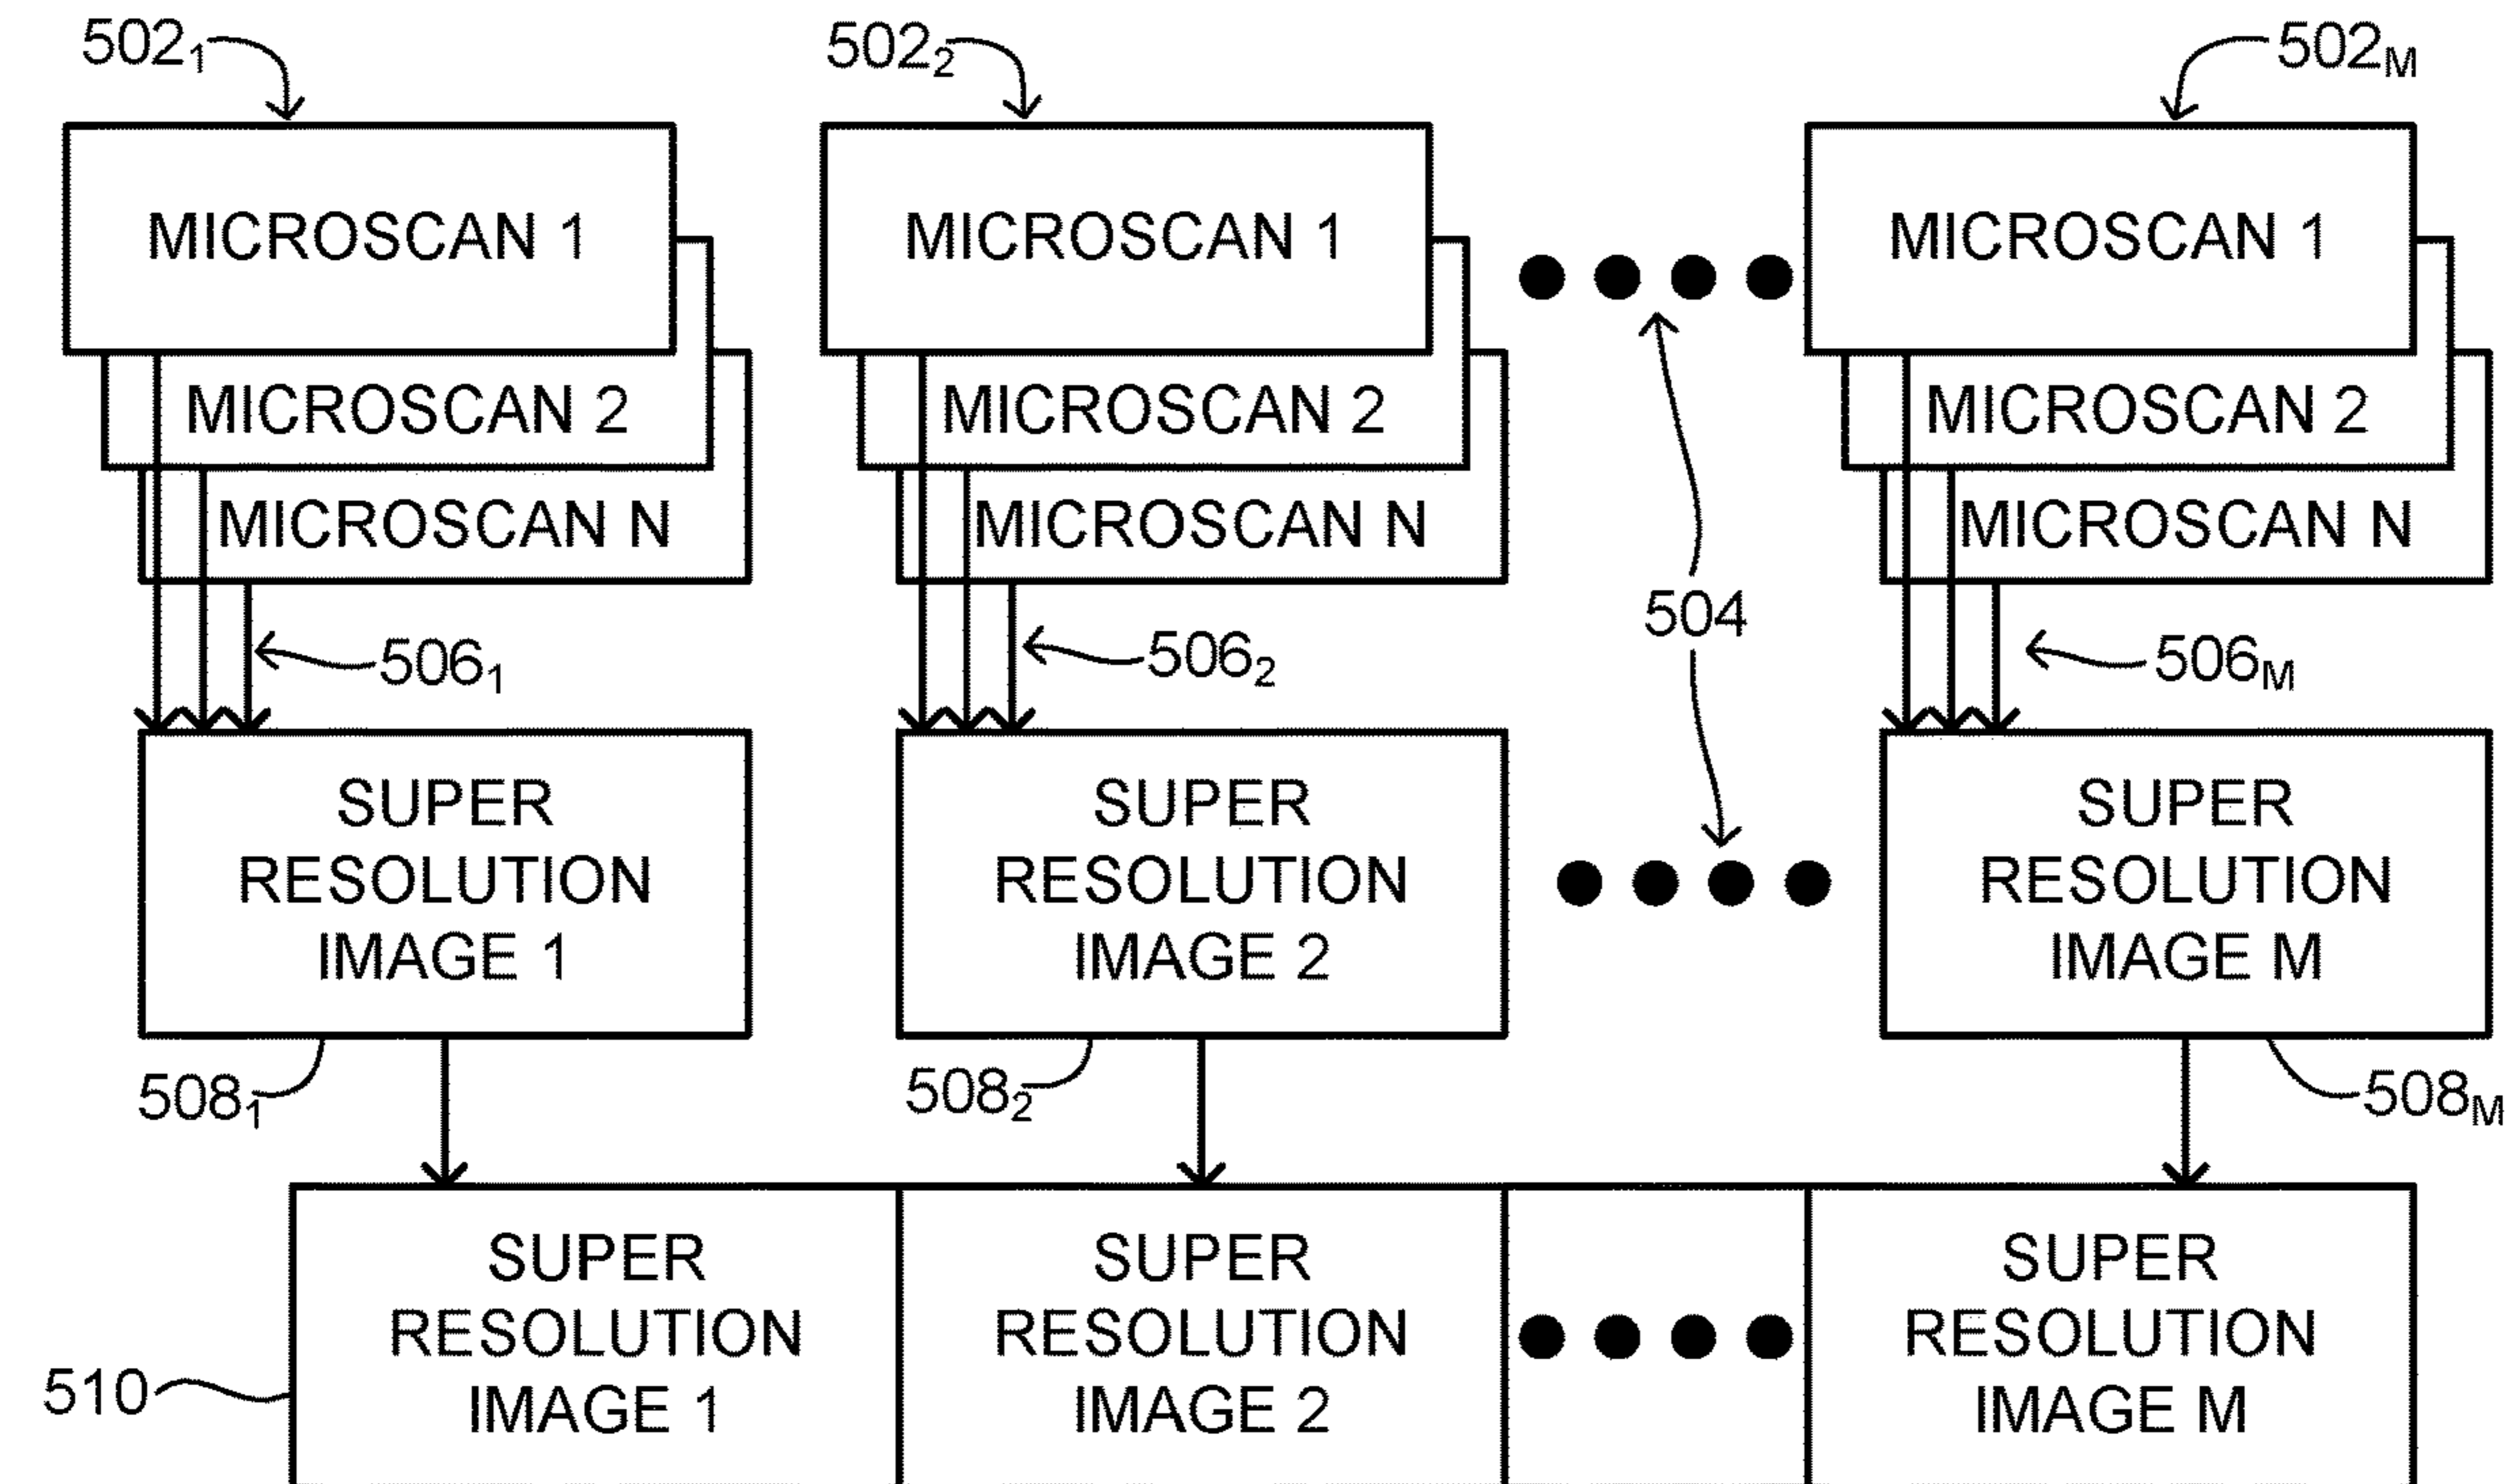 502₁
502₂
502M
MICROSCAN 1
MICROSCAN 1
MICROSCAN 1
MICROSCAN 2
MICROSCAN 2
MICROSCAN 2
MICROSCAN N
MICROSCAN N
MICROSCAN N
504
506₁
506₂
506M
SUPER
RESOLUTION
IMAGE 1
SUPER
RESOLUTION
IMAGE 2
SUPER
RESOLUTION
IMAGE M
508₁
508₂
508M
SUPER
RESOLUTION
IMAGE 1
SUPER
RESOLUTION
IMAGE 2
SUPER
RESOLUTION
IMAGE M
510